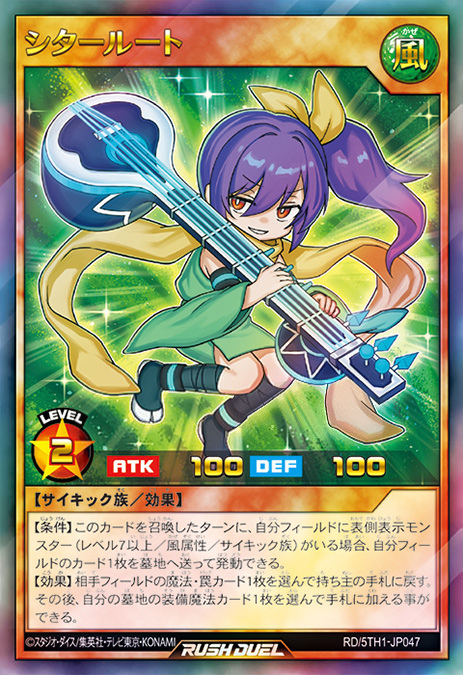 シタールート
かぜ
風
LEVEL
2
ATK 100 DEF 100
【サイキック族／効果】
【条件】このカードを召喚したターンに、自分フィールドに表側表示モン
スター（レベル7以上／風属性／サイキック族）がいる場合、自分フィー
ルドのカード1枚を墓地へ送って発動できる。
【効果】相手フィールドの魔法・罠カード1枚を選んで持ち主の手札に戻す。
その後、自分の墓地の装備魔法カード1枚を選んで手札に加える事が
できる。
©スタジオ・ダイス/集英社・テレビ東京・KONAMI
RUSH DUEL
RD/5TH1-JP047